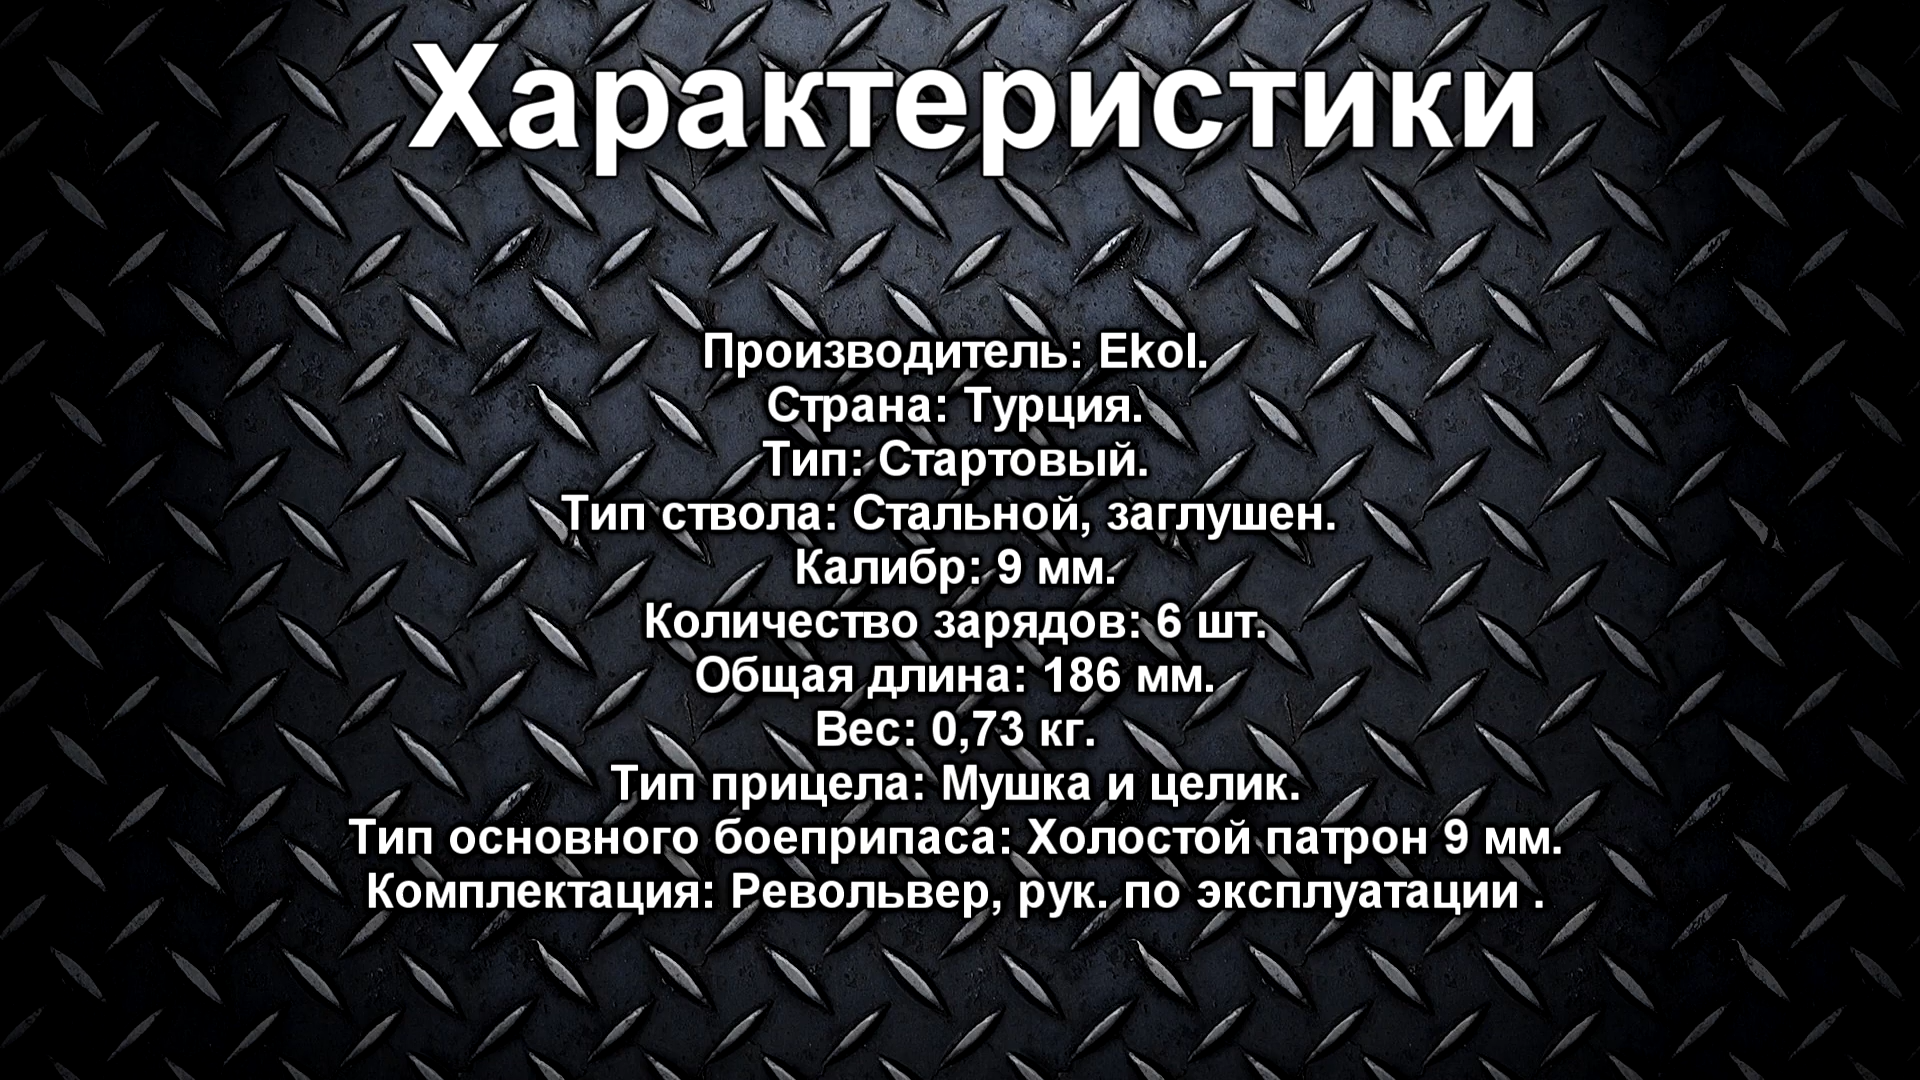 Характеристики
Производитель: Ekol.
Страна: Турция.
Тип: Стартовый.
Тип ствола: Стальной, заглушен.
Калибр: 9 мм.
Количество зарядов: 6 шт.
Общая длина: 186 мм.
Вес: 0,73 кг.
Тип прицела: Мушка и целик.
Тип основного боеприпаса: Холостой патрон 9 мм.
Комплектация: Револьвер, рук. по эксплуатации .